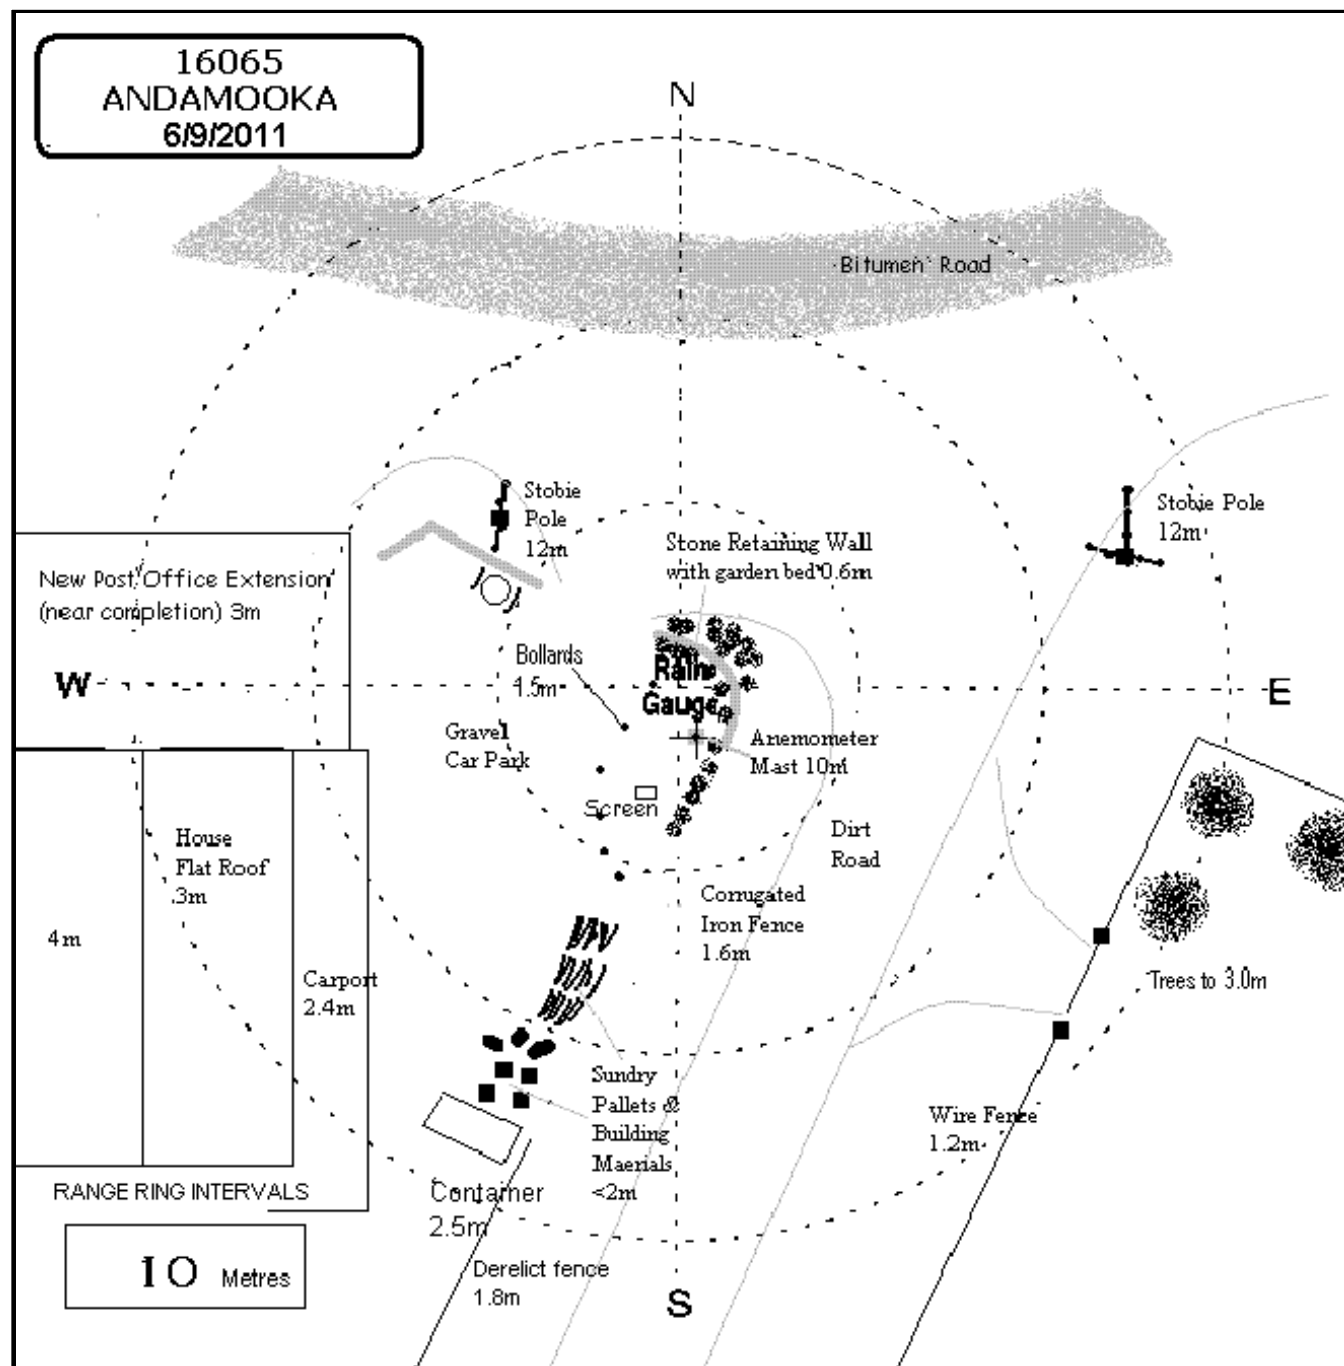 16065
ANDAMOOKA
6/9/2011
N
Bitumen Road
Stobie
Pole
12m
Stone Retaining Wall
with garden bed 0.6m
Stobie Pole
12m
New Post Office Extension
(near completion) 3m
Bollards
1.5m
Rain
Gauge
W
E
Gravel
Car Park
Anemometer
Mast 10m
Screen
House
Flat Roof
3m
Dirt
Road
4m
Corrugated
Iron Fence
1.6m
Carport
2.4m
Trees to 3.0m
Sundry
Pallets &
Building
Maerials
<2m
Wire Fence
1.2m
RANGE RING INTERVALS
Container
2.5m
10 Metres
Derelict fence
1.8m
S